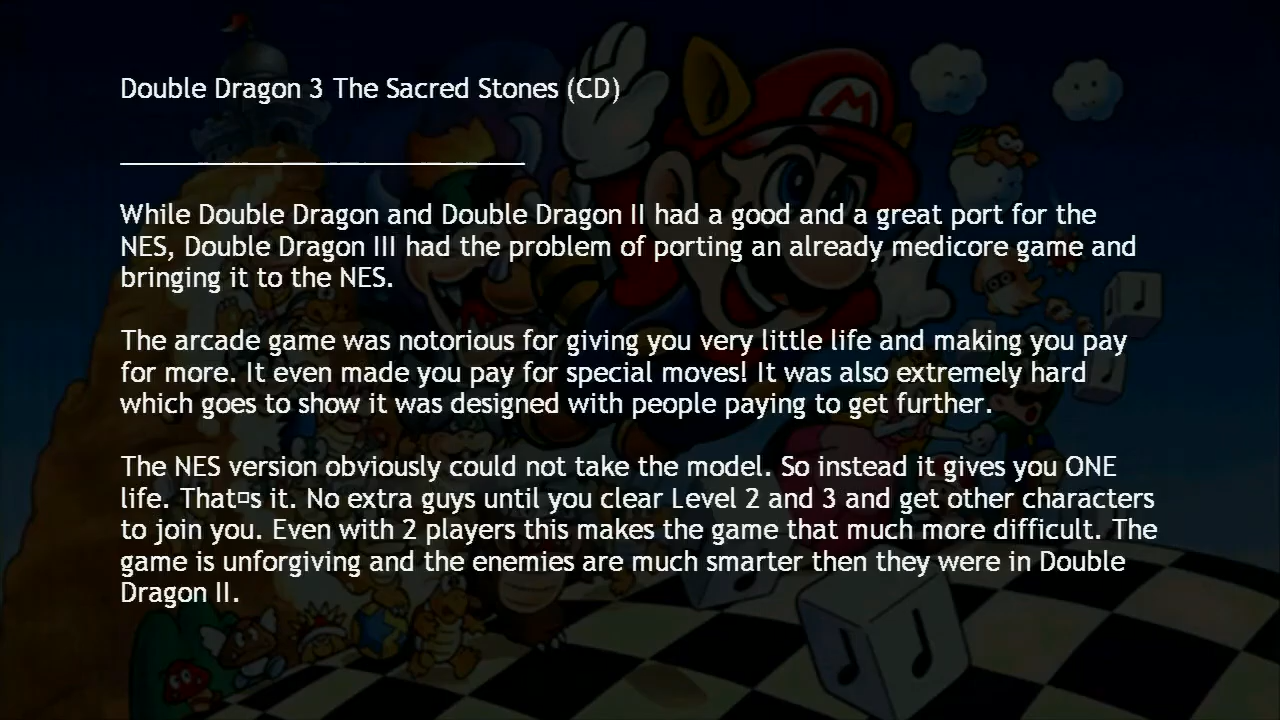 Double Dragon 3 The Sacred Stones (CD)
While Double Dragon and Double Dragon II had a good and a great port for the
NES, Double Dragon III had the problem of porting an already medicore game and
bringing it to the NES.
The arcade game was notorious for giving you very little life and making you pay
for more. It even made you pay for special moves! It was also extremely hard
which goes to show it was designed with people paying to get further.
The NES version obviously could not take the model. So instead it gives you ONE
life. That▯s it. No extra guys until you clear Level 2 and 3 and get other characters
to join you. Even with 2 players this makes the game that much more difficult. The
game is unforgiving and the enemies are much smarter then they were in Double
Dragon II.